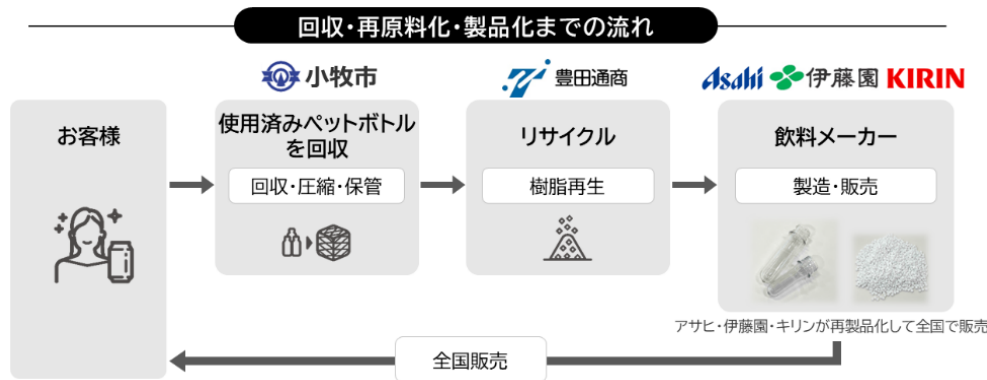 回収・再原料化・製品化までの流れ
小牧市
豊田通商
Asahi 伊藤園 KIRIN
お客様
使用済みペットボトル
を回収
回収・圧縮・保管
リサイクル
樹脂再生
飲料メーカー
製造・販売
アサヒ・伊藤園・キリンが再製品化して全国で販売
全国販売